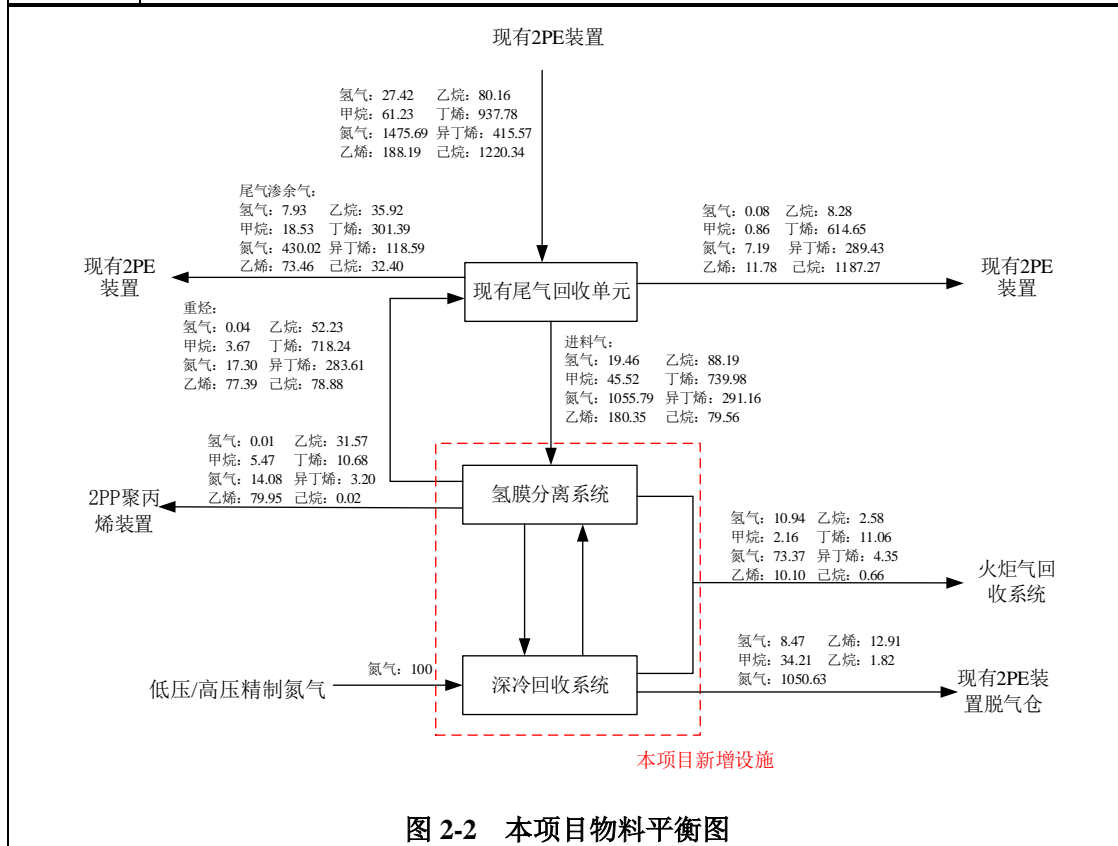 现有2PE装置
氢气：27.42 乙烷：80.16
甲烷：61.23 丁烯：937.78
氮气：1475.69 异丁烯：415.57
乙烯：188.19 己烷：1220.34
尾气渗余气：
氢气：7.93 乙烷：35.92
甲烷：18.53 丁烯：301.39
氮气：430.02 异丁烯：118.59
乙烯：73.46 己烷：32.40
现有2PE
装置
现有尾气回收单元
氢气：0.08 乙烷：8.28
甲烷：0.86 丁烯：614.65
氮气：7.19 异丁烯：289.43
乙烯：11.78 己烷：1187.27
现有2PE
装置
重烃：
氢气：0.04 乙烷：52.23
甲烷：3.67 丁烯：718.24
氮气：17.30 异丁烯：283.61
乙烯：77.39 己烷：78.88
进料气：
氢气：19.46 乙烷：88.19
甲烷：45.52 丁烯：739.98
氮气：1055.79 异丁烯：291.16
乙烯：180.35 己烷：79.56
氢气：0.01 乙烷：31.57
甲烷：5.47 丁烯：10.68
氮气：14.08 异丁烯：3.20
乙烯：79.95 己烷：0.02
2PP聚丙
烯装置
氢膜分离系统
氢气：10.94 乙烷：2.58
甲烷：2.16 丁烯：11.06
氮气：73.37 异丁烯：4.35
乙烯：10.10 己烷：0.66
火炬气回
收系统
氢气：8.47 乙烯：12.91
甲烷：34.21 乙烷：1.82
氮气：1050.63
低压/高压精制氮气
氮气：100
深冷回收系统
现有2PE装
置脱气仓
本项目新增设施
图 2-2 本项目物料平衡图